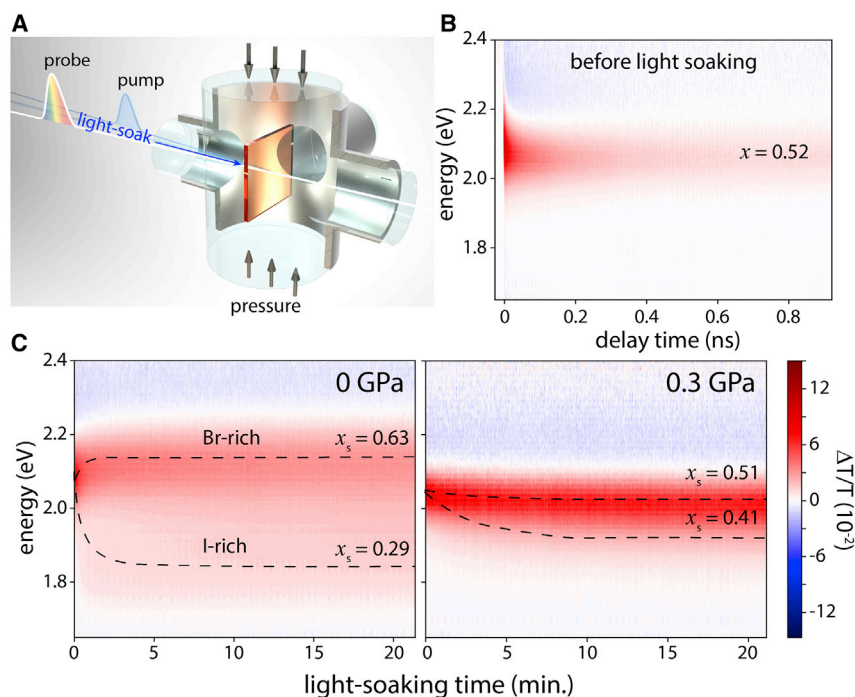 A
probe
pump
light-soak
pressure
B
before light soaking
x = 0.52
energy (eV)
2.4
2.2
2.0
1.8
0
0.2
0.4
0.6
0.8
delay time (ns)
C
0 GPa
Br-rich
xₛ = 0.63
I-rich
xₛ = 0.29
energy (eV)
2.4
2.2
2.0
1.8
0
5
10
15
20
0.3 GPa
xₛ = 0.51
xₛ = 0.41
0
5
10
15
20
light-soaking time (min.)
12
6
0
-6
-12
ΔT/T (10⁻²)